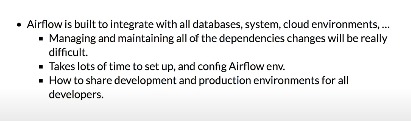 • Airflow is built to integrate with all databases, system, cloud environments, ...
▪ Managing and maintaining all of the dependencies changes will be really
difficult.
▪ Takes lots of time to set up, and config Airflow env.
▪ How to share development and production environments for all
developers.